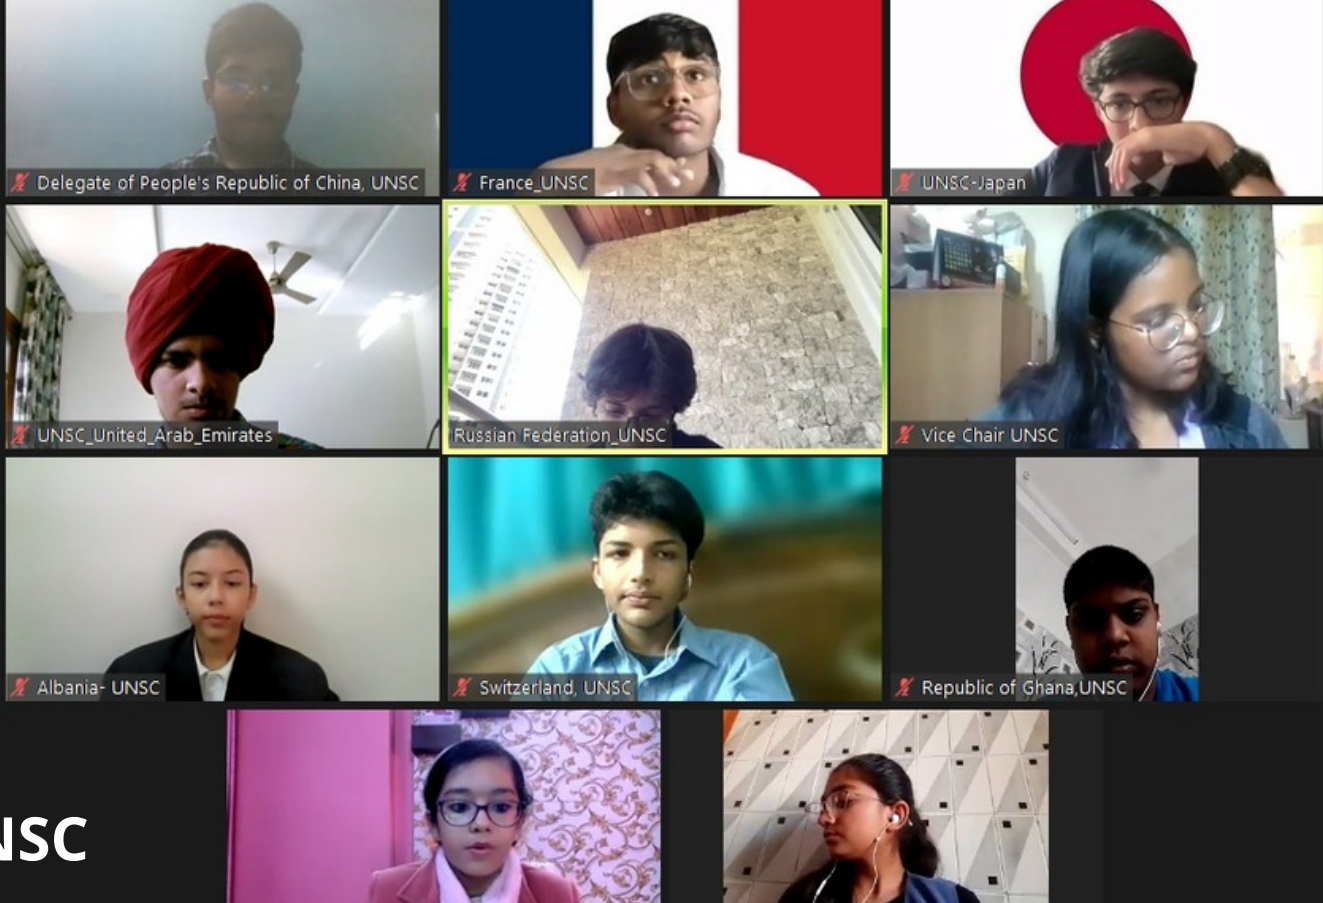 Delegate of People's Republic of China, UNSC
France_UNSC
UNSC-Japan
UNSC_United_Arab_Emirates
Russian Federation_UNSC
Vice Chair UNSC
Albania- UNSC
Switzerland, UNSC
Republic of Ghana,UNSC
NSC